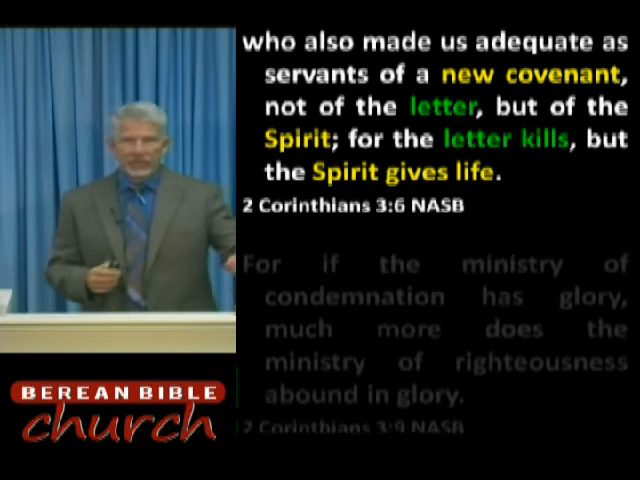 who also made us adequate as
servants of a new covenant,
not of the letter, but of the
Spirit; for the letter kills, but
the Spirit gives life.
2 Corinthians 3:6 NASB
For if the ministry of
condemnation has glory,
much more does the
ministry of righteousness
abound in glory.
2 Corinthians 3:9 NASB
BEREAN BIBLE
church